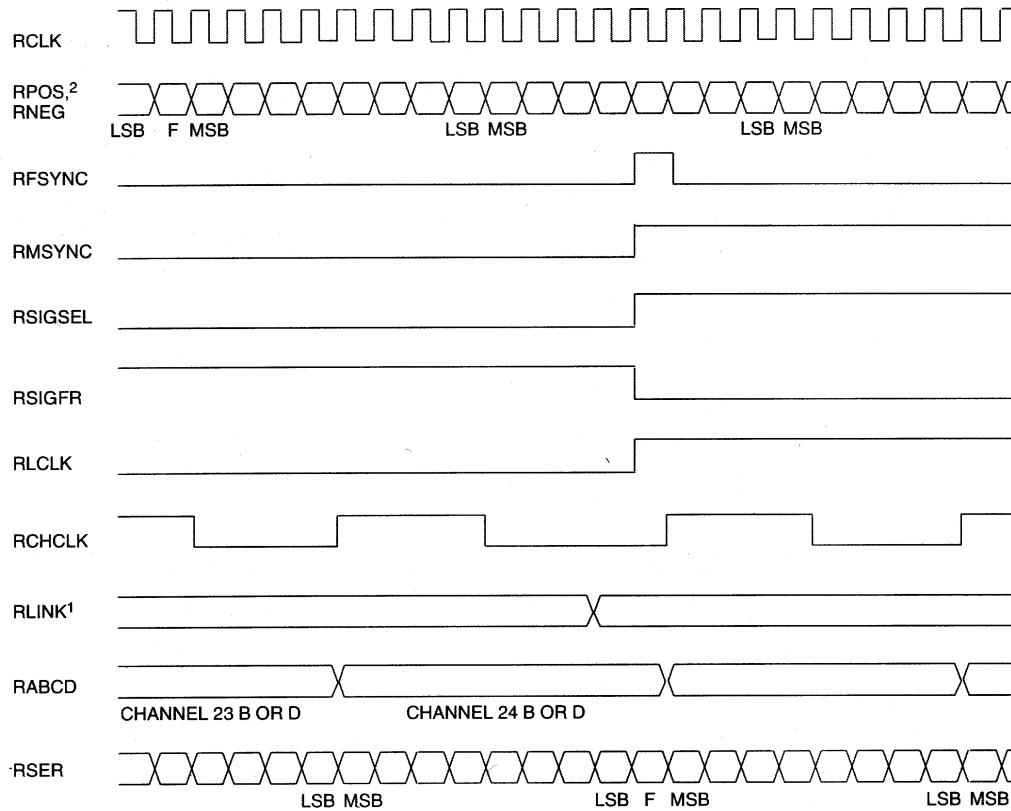 RCLK
RPOS,2
RNEG
LSB F MSB LSB MSB LSB MSB
RFSYNC
RMSYNC
RSIGSEL
RSIGFR
RLCLK
RCHCLK
RLINK1
RABCD
CHANNEL 23 B OR D CHANNEL 24 B OR D
RSER
LSB MSB LSB F MSB LSB MSB